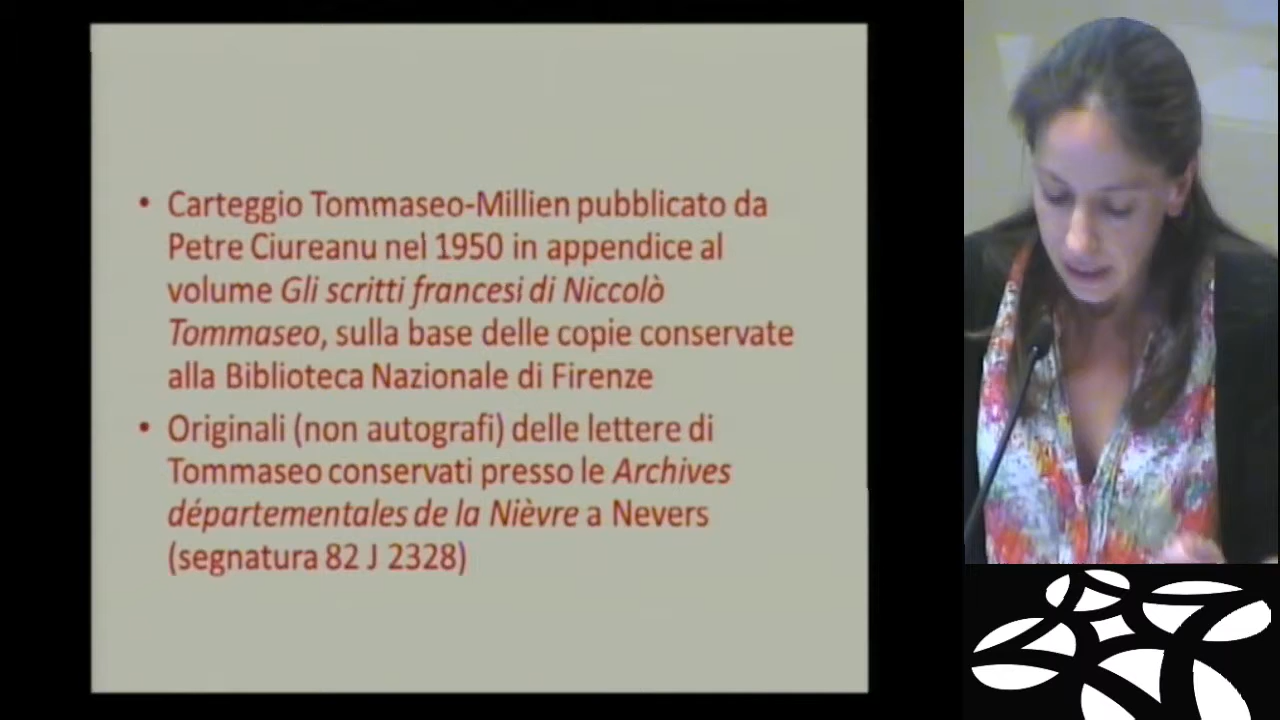 • Carteggio Tommaseo-Millien pubblicato da
Petre Ciureanu nel 1950 in appendice al
volume Gli scritti francesi di Niccolò
Tommaseo, sulla base delle copie conservate
alla Biblioteca Nazionale di Firenze
• Originali (non autografi) delle lettere di
Tommaseo conservati presso le Archives
départementales de la Nièvre a Nevers
(segnatura 82 J 2328)